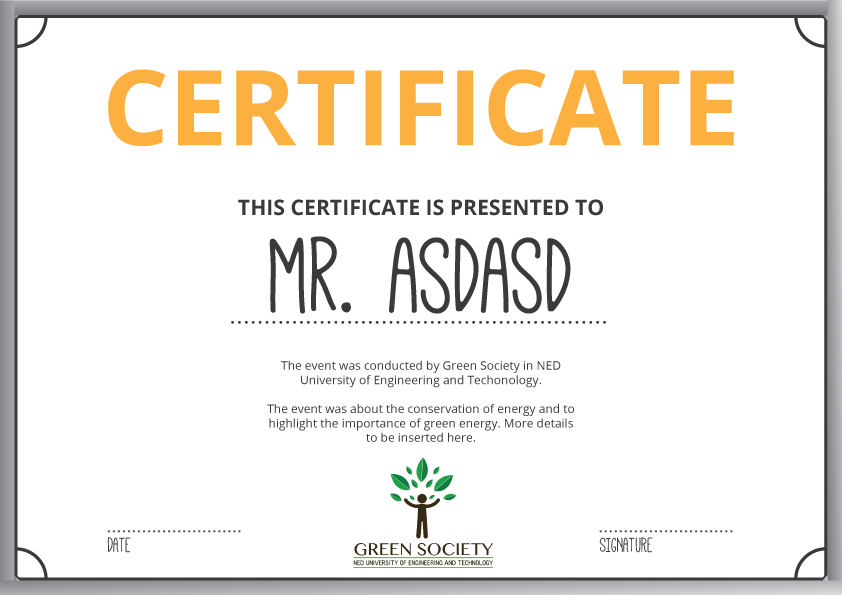 CERTIFICATE
THIS CERTIFICATE IS PRESENTED TO
MR. ASDASD
The event was conducted by Green Society in NED
University of Engineering and Techonology.
The event was about the conservation of energy and to
highlight the importance of green energy. More details
to be inserted here.
DATE
SIGNATURE
GREEN SOCIETY
NED UNIVERSITY OF ENGINEERING AND TECHNOLOGY